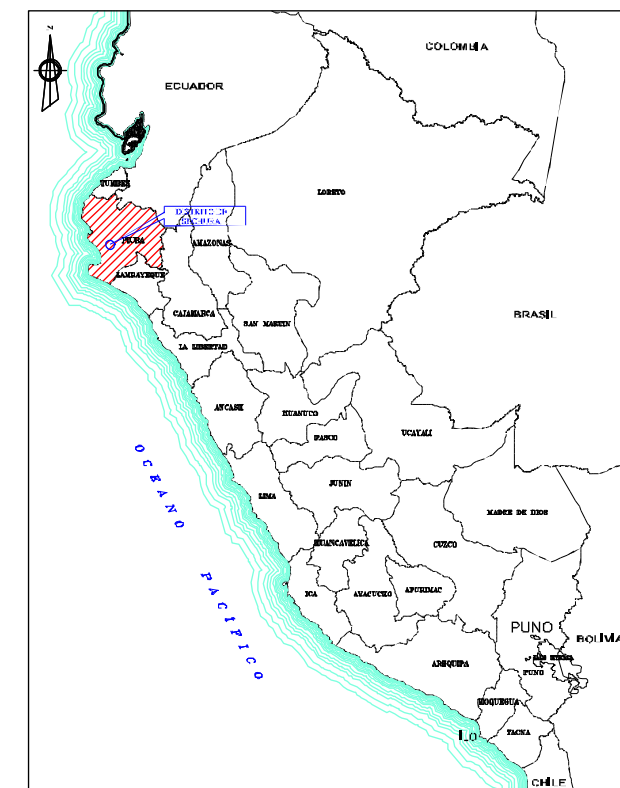 COLOMBIA
ECUADOR
TUMBES
LORETO
DISTRITO DE
SECHURA
PIURA
AMAZONAS
LAMBAYEQUE
CAJAMARCA
SAN MARTIN
BRASIL
LA LIBERTAD
ANCASH
HUANUCO
UCAYALI
PASCO
OCEANO PACIFICO
LIMA
JUNIN
MADRE DE DIOS
HUANCAVELICA
CUZCO
ICA
AYACUCHO
APURIMAC
PUNO
BOLIVIA
AREQUIPA
PUNO
MOQUEGUA
TACNA
CHILE